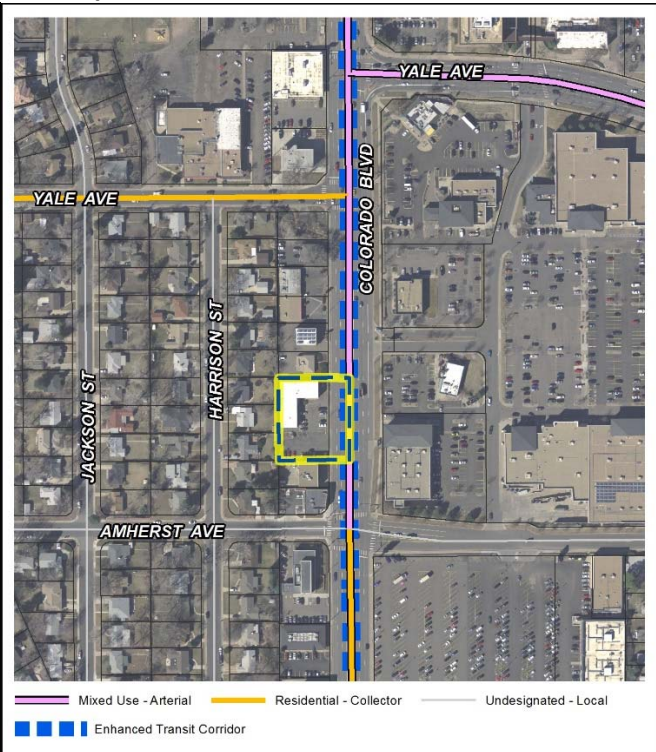 YALE AVE
YALE AVE
COLORADO BLVD
HARRISON ST
JACKSON ST
AMHERST AVE
Mixed Use - Arterial
Residential - Collector
Undesignated - Local
Enhanced Transit Corridor